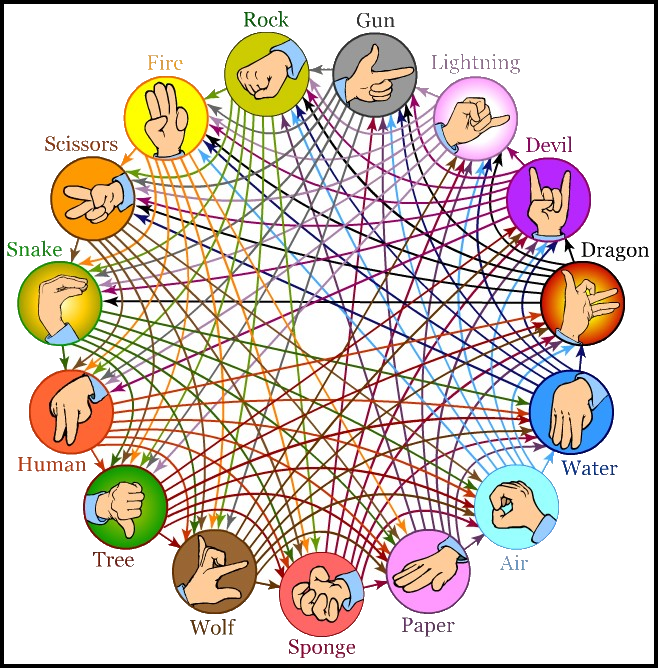 Rock
Gun
Fire
Lightning
Scissors
Devil
Snake
Dragon
Human
Water
Tree
Air
Wolf
Paper
Sponge